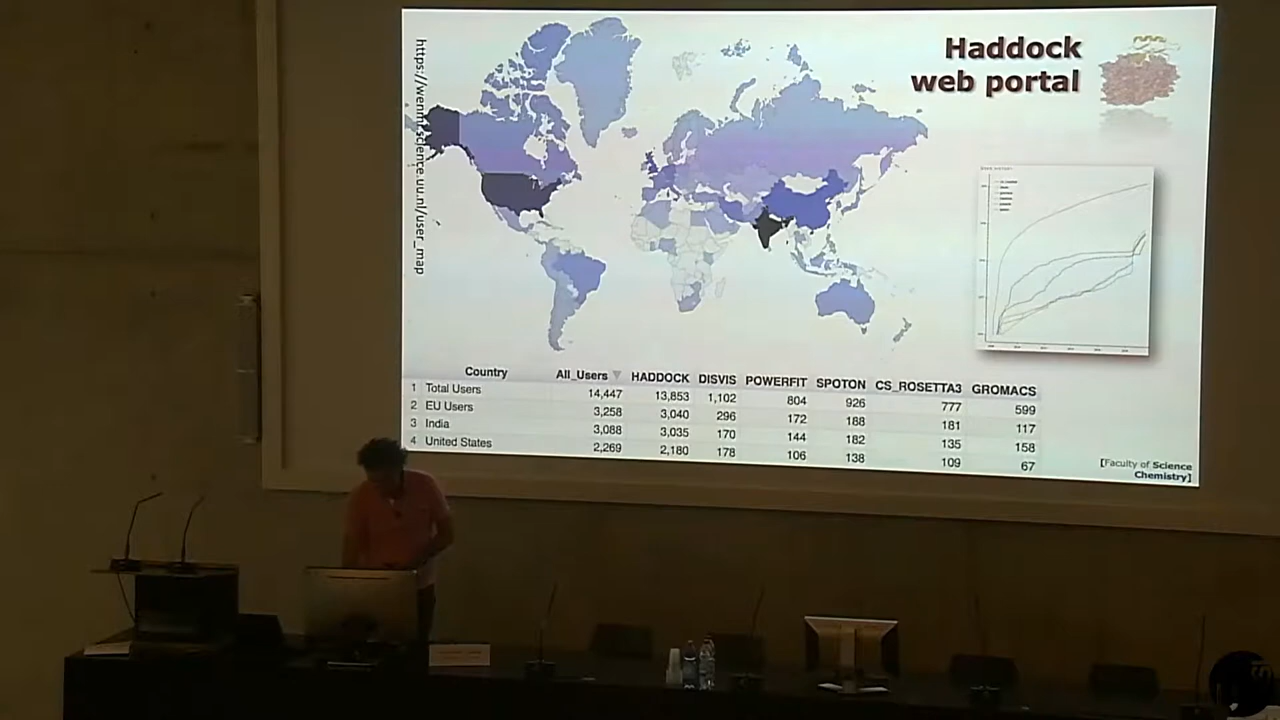 Haddock
web portal
https://wenmr.science.uu.nl/user_map
Country All_Users HADDOCK DISVIS POWERFIT SPOTON CS_ROSETTA3 GROMACS
1 Total Users 14,447 13,853 1,102 804 926 777 599
2 EU Users 3,258 3,040 296 172 188 181 117
3 India 3,088 3,035 170 144 182 135 158
4 United States 2,269 2,180 178 106 138 109 67
[Faculty of Science
Chemistry]